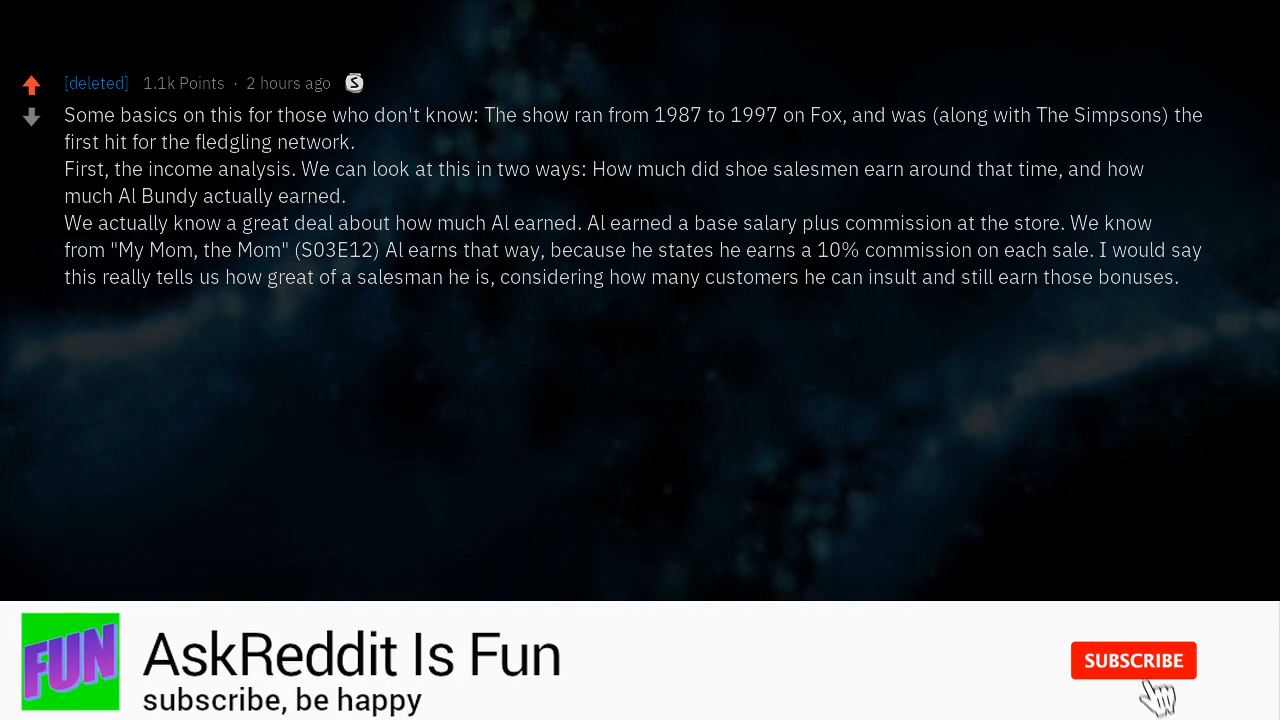 [deleted] 1.1k Points · 2 hours ago
Some basics on this for those who don't know: The show ran from 1987 to 1997 on Fox, and was (along with The Simpsons) the
first hit for the fledgling network.
First, the income analysis. We can look at this in two ways: How much did shoe salesmen earn around that time, and how
much Al Bundy actually earned.
We actually know a great deal about how much Al earned. Al earned a base salary plus commission at the store. We know
from "My Mom, the Mom" (S03E12) Al earns that way, because he states he earns a 10% commission on each sale. I would say
this really tells us how great of a salesman he is, considering how many customers he can insult and still earn those bonuses.
FUN
AskReddit Is Fun
subscribe, be happy
SUBSCRIBE